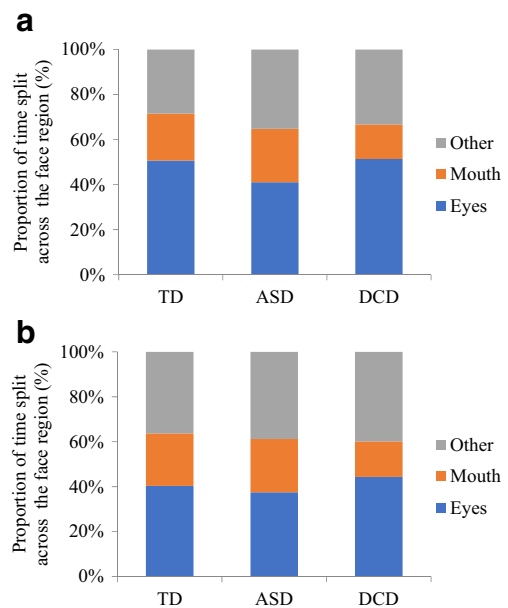 a
Proportion of time split
across the face region (%)
100%
80%
60%
40%
20%
0%
TD ASD DCD
Other
Mouth
Eyes
b
Proportion of time split
across the face region (%)
100%
80%
60%
40%
20%
0%
TD ASD DCD
Other
Mouth
Eyes